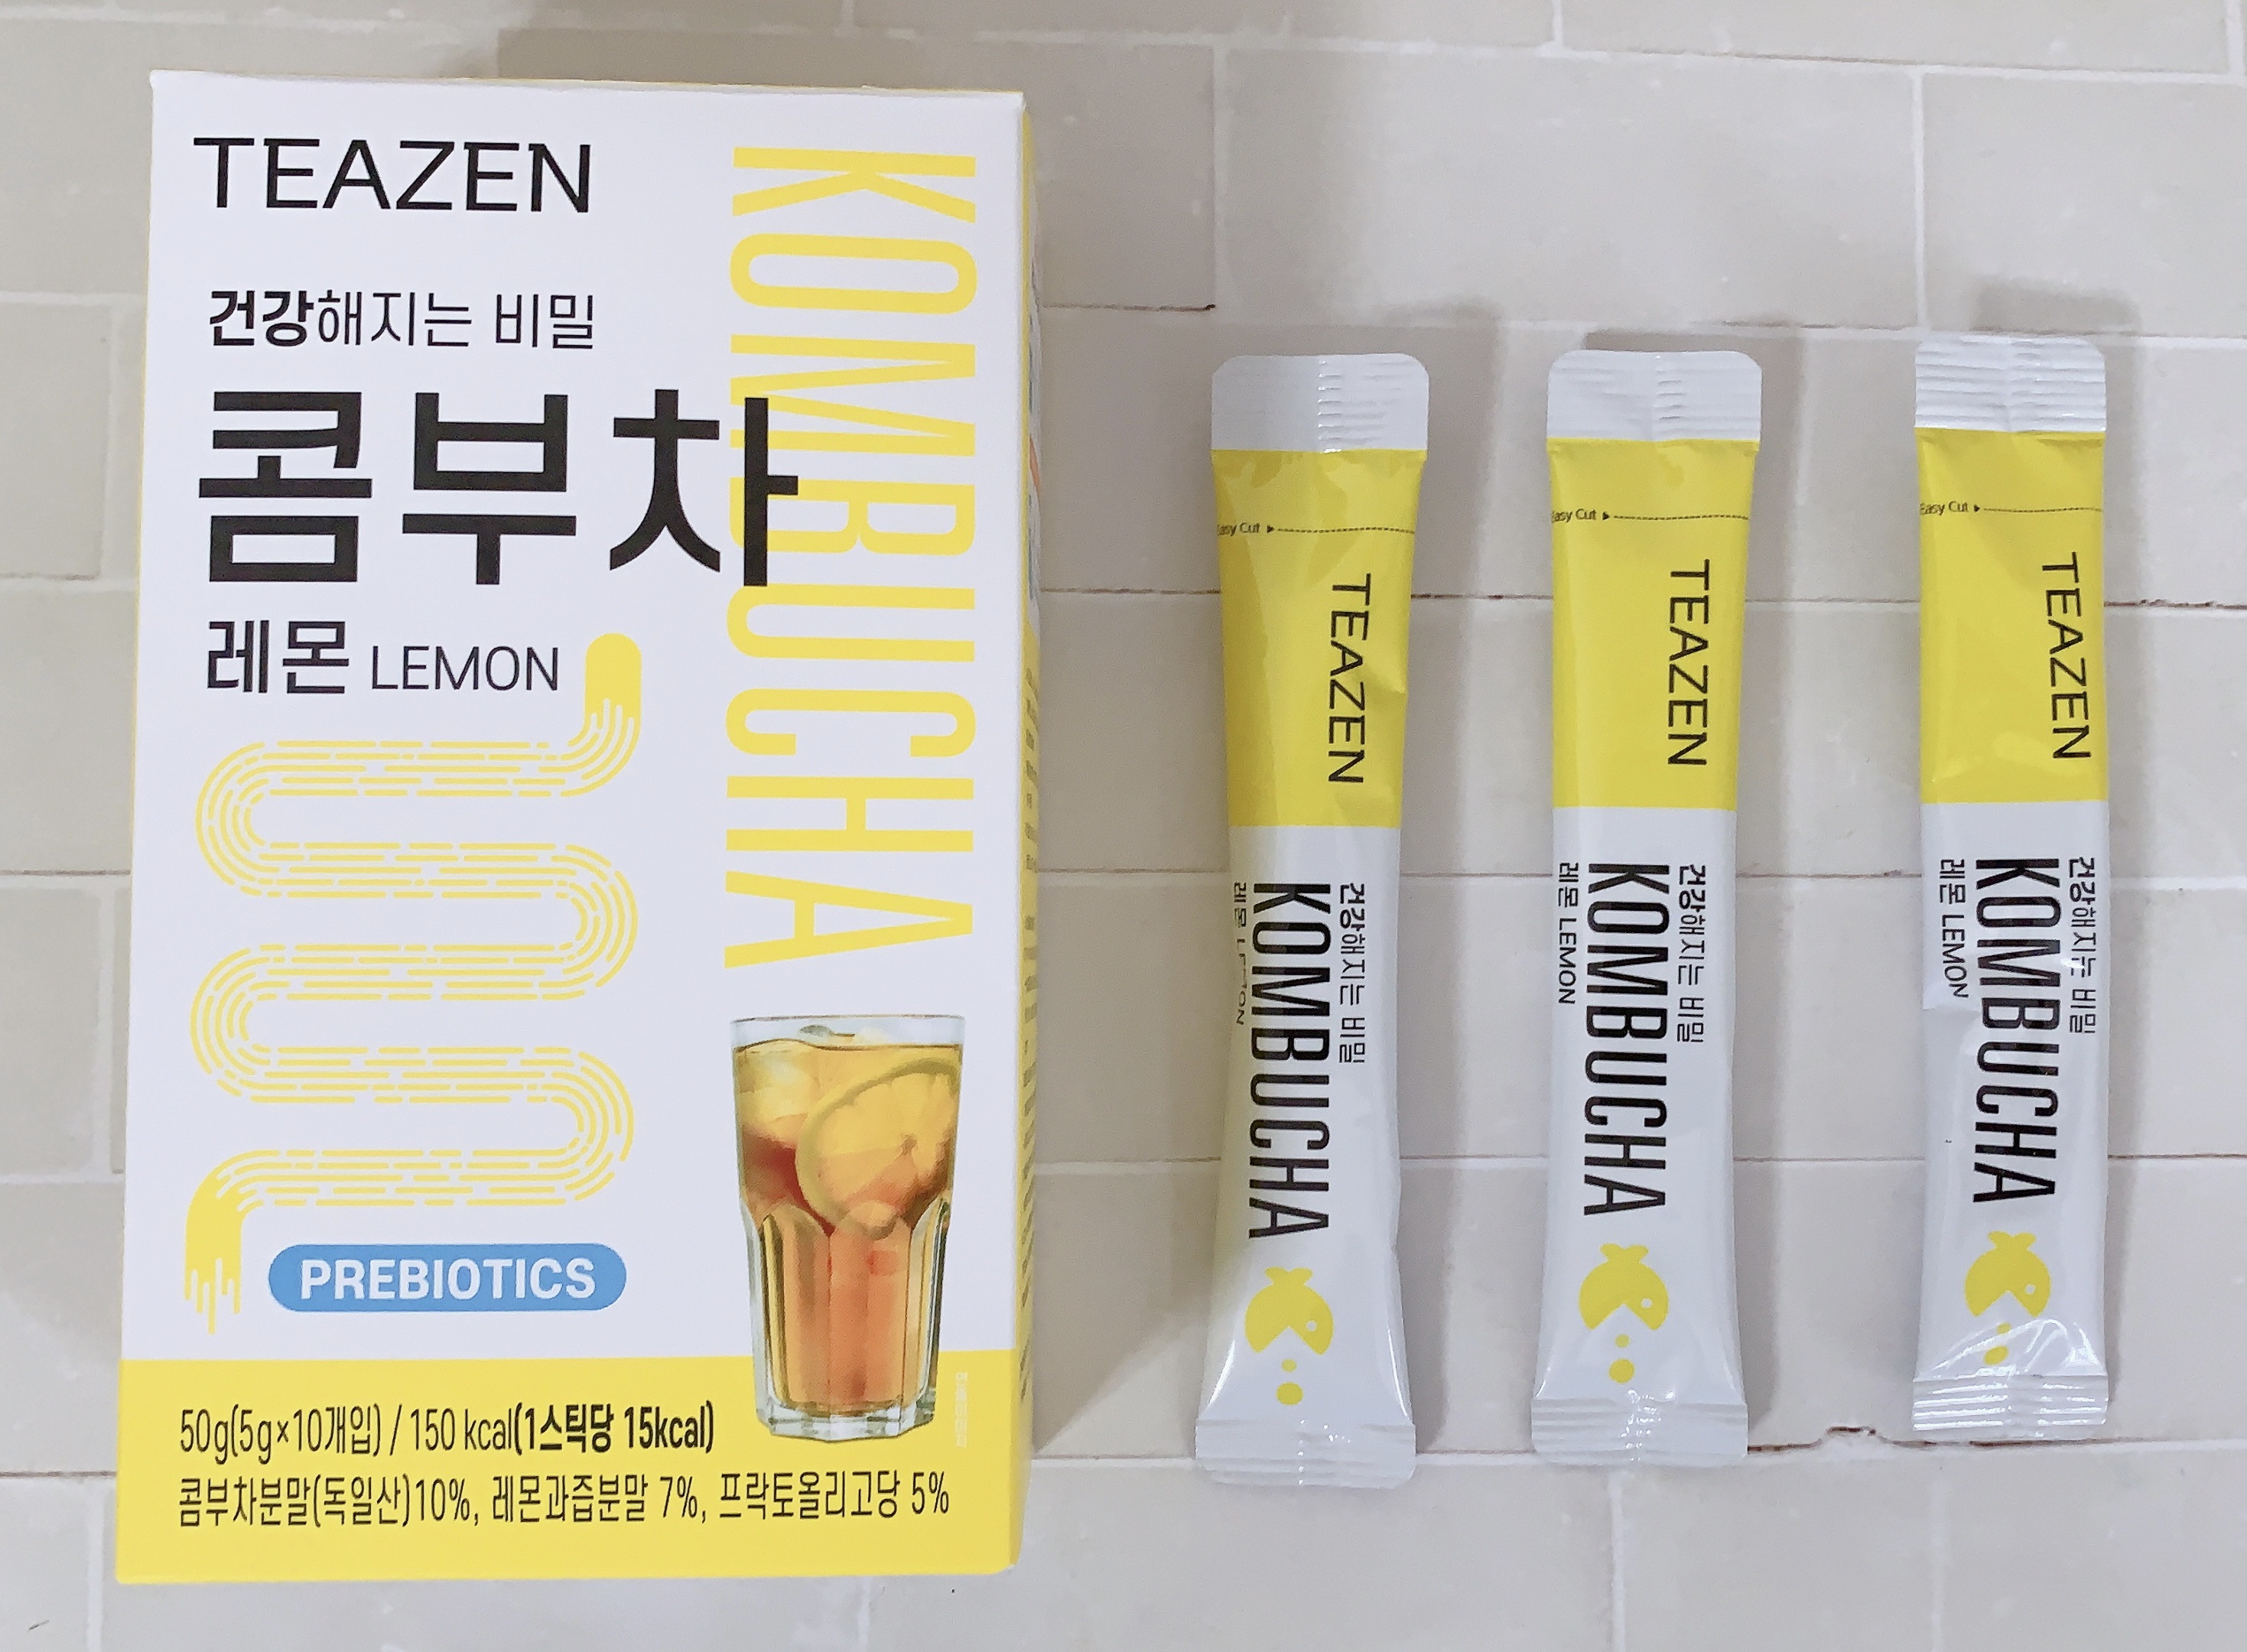 TEAZEN
건강해지는 비밀
콤부차
레몬 LEMON
KOMBUCHA
PREBIOTICS
50g(5g×10개입) / 150 kcal(1스틱당 15kcal)
콤부차분말(독일산)10%, 레몬과즙분말 7%, 프락토올리고당 5%
Cut
TEAZEN
건강해지는 비밀
KOMBUCHA
레몬
Easy Cut
TEAZEN
건강해지는 비밀
KOMBUCHA
레몬 LEMON
Easy Cut
TEAZEN
건강해지는 비밀
KOMBUCHA
레몬 LEMON